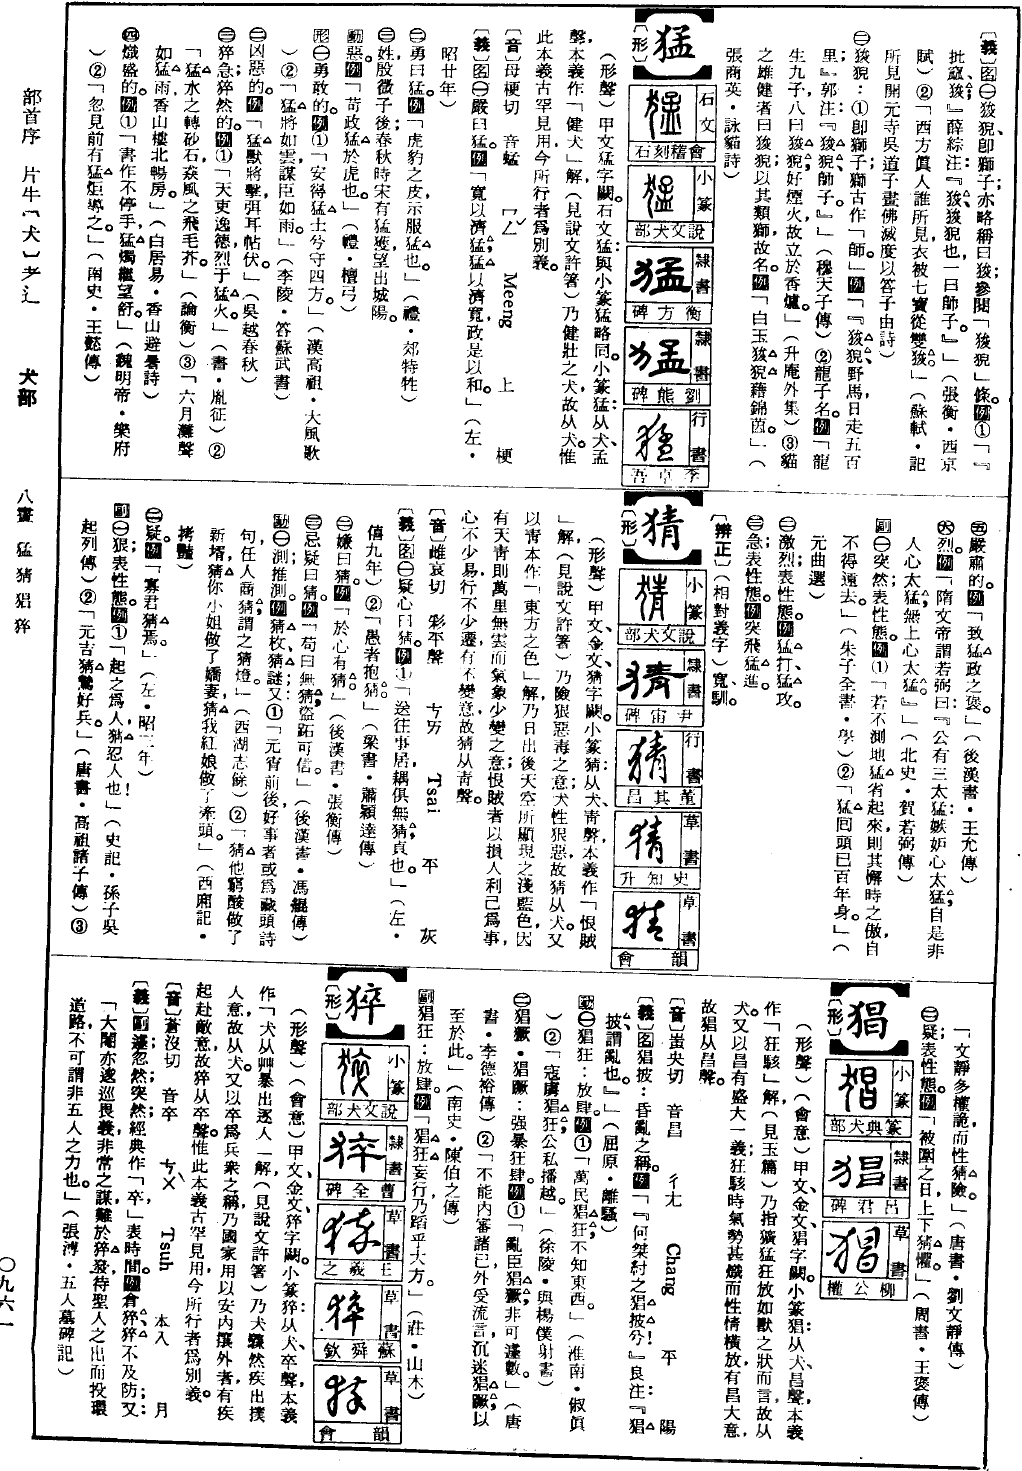 〔義〕图㊀狻猊卽獅子亦略稱曰狻參閱「狻猊」條例①「『
批窳狻』薛綜注『狻狻猊也一曰師子』」(張衡·西京
賦)②「西方眞人誰所見衣被七寶從雙狻」(蘇軾·記
所見開元寺吳道子畫佛滅度以答子由詩)
㊁狻猊:①卽獅子獅古作「師」例「『狻猊野馬日走五百
里』郭注『狻猊師子』」(穆天子傳)②龍子名例「龍
生九子八曰狻猊好煙火故立於香爐」(升庵外集)③貓
之雄健者曰狻猊以其類獅故名例「白玉狻猊藉錦茵」(
張商英·詠貓詩)
猛
〔形〕
石文 會稽刻石
小篆 說文犬部
隸書 衡方碑
隸書 劉熊碑
行書 李卓吾
(形聲)甲文猛字闕石文猛與小篆猛略同小篆猛从犬孟
聲本義作「健犬」解(見說文許箸)乃健壯之犬故从犬惟
此本義古罕見用今所行者爲別義
〔音〕母梗切 音蜢 ㄇㄥˇ Meeng 上 梗
〔義〕图㊀嚴曰猛例「寬以濟猛猛以濟寬政是以和」(左·
昭廿年)
㊁勇曰猛例「虎豹之皮示服猛也」(禮·郊特牲)
㊂姓殷微子後春秋時宋有猛獲望出城陽
動惡例「苛政猛於虎也」(禮·檀弓)
形㊀勇敢的例①「安得猛士兮守四方」(漢高祖·大風歌
)②「猛將如雲謀臣如雨」(李陵·答蘇武書)
㊁凶惡的例「猛獸將擊弭耳帖伏」(吳越春秋)
㊂猝急猝然的例①「天吏逸德烈于猛火」(書·胤征)②
「猛水之轉砂石猋風之飛毛芥」(論衡)③「六月灘聲
如猛雨香山樓北暢房」(白居易·香山避暑詩)
㊃熾盛的例①「書作不停手猛燭繼望舒」(魏明帝·樂府
)②「忽見前有猛炬導之」(南史·王懿傳)
㊄嚴肅的例「致猛政之襃」(後漢書·王允傳)
㊅烈例「隋文帝謂若弼曰『公有三太猛嫉妒心太猛自是非
人心太猛無上心太猛』」(北史·賀若弼傳)
副㊀突然表性態例①「若不測地猛省起來則其懈時之傲自
不得遠去」(朱子全書·學)②「猛回頭已百年身」(
元曲選)
㊁激烈表性態例猛打猛攻
㊂急表性態例突飛猛進
〔辨正〕(相對義字)寬馴
猜
〔形〕
小篆 說文犬部
隸書 尹宙碑
行書 董其昌
草書 史知升
草書 韻會
(形聲)甲文金文猜字闕小篆猜从犬靑聲本義作「恨賊
」解(見說文許箸)乃險狠惡毒之意犬性狠惡故猜从犬又
以靑本作「東方之色」解乃日出後天空所顯現之淺藍色因
有天靑則萬里無雲而氣象少變之意恨賊者以損人利己爲事
心不少易行不少遷有不變意故猜从靑聲
〔音〕雌哀切 彩平聲 ㄘㄞ Tsai 平 灰
〔義〕图㊀疑心曰猜例①「送往事居耦俱無猜貞也」(左·
僖九年)②「愚者抱猜」(梁書·蕭穎達傳)
㊁嫌曰猜例「於心有猜」(後漢書·張衡傳)
㊂忌疑曰猜例「苟曰無猜盜跖可信」(後漢書·馮鯤傳)
動㊀測推測例猜枚猜謎又①「元宵前後好事者或爲藏頭詩
句任人商猜謂之猜燈」(西湖志餘)②「猜他窮酸做了
新壻猜你小姐做了嬌妻猜我紅娘做了牽頭」(西廂記·
拷豔)
㊁疑例「寡君猜焉」(左·昭三年)
副㊀狠表性態例①「起之爲人猜忍人也!」(史記·孫子吳
起列傳)②「元吉猜鷙好兵」(唐書·高祖諸子傳)③
「文靜多權詭而性猜險」(唐書·劉文靜傳)
㊁疑表性態例「被圍之日上下猜懼」(周書·王褒傳)
猖
〔形〕
小篆 篆典犬部
隸書 呂君碑
草書 柳公權
(形聲)(會意)甲文金文猖字闕小篆猖从犬昌聲本義
作「狂駭」解(見玉篇)乃指獷猛狂放如獸之狀而言故从
犬又以昌有盛大一義狂駭時氣勢甚熾而性情橫放有昌大意
故猖从昌聲
〔音〕蚩央切 音昌 ㄔㄤ Chang 平 陽
〔義〕图猖披:昏亂之稱例「『何桀紂之猖披兮!』良注:『猖
披謂亂也』」(屈原·離騷)
動㊀猖狂:放肆例①「萬民猖狂不知東西」(淮南·俶眞
)②「寇虜猖狂公私播越」(徐陵·與楊僕射書)
㊁猖獗·猖蹶:强暴狂肆例①「亂臣猖獗非可遽數」(唐
書·李德裕傳)②「不能內審諸己外受流言沉迷猖蹶以
至於此」(南史·陳伯之傳)
副猖狂:放肆例「猖狂妄行乃蹈乎大方」(莊·山木)
猝
〔形〕
小篆 說文犬部
隸書 曹全碑
草書 王羲之
草書 蘇舜欽
草書 韻會
(形聲)(會意)甲文金文猝字闕小篆猝从犬卒聲本義
作「犬从艸暴出逐人」解(見說文許箸)乃犬驟然疾出撲
人意故从犬又以卒爲兵衆之稱乃國家用以安內攘外者有疾
起赴敵意故猝从卒聲惟此本義古罕見用今所行者爲別義
〔音〕蒼沒切 音卒 ㄘㄨˋ Tsuh 本入 月
〔義〕副遽忽然突然經典作「卒」表時間例倉猝猝不及防又:
「大閹亦逡巡畏義非常之謀難於猝發待聖人之出而投環
道路不可謂非五人之力也」(張溥·五人墓碑記)
部首序 片牛(犬)耂辶 犬部 八畫 猛猜猖猝 〇九六一